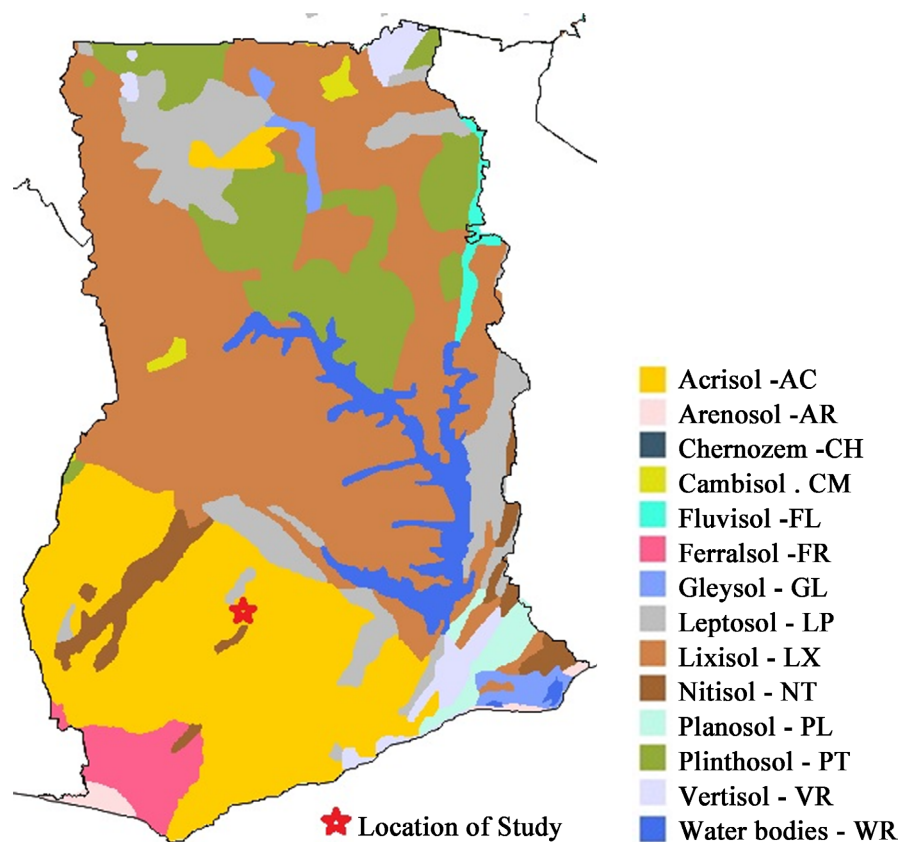 Acrisol -AC
Arenosol -AR
Chernozem -CH
Cambisol . CM
Fluvisol -FL
Ferralsol -FR
Gleysol - GL
Leptosol - LP
Lixisol - LX
Nitisol - NT
Planosol - PL
Plinthosol - PT
Vertisol - VR
Water bodies - WR
Location of Study